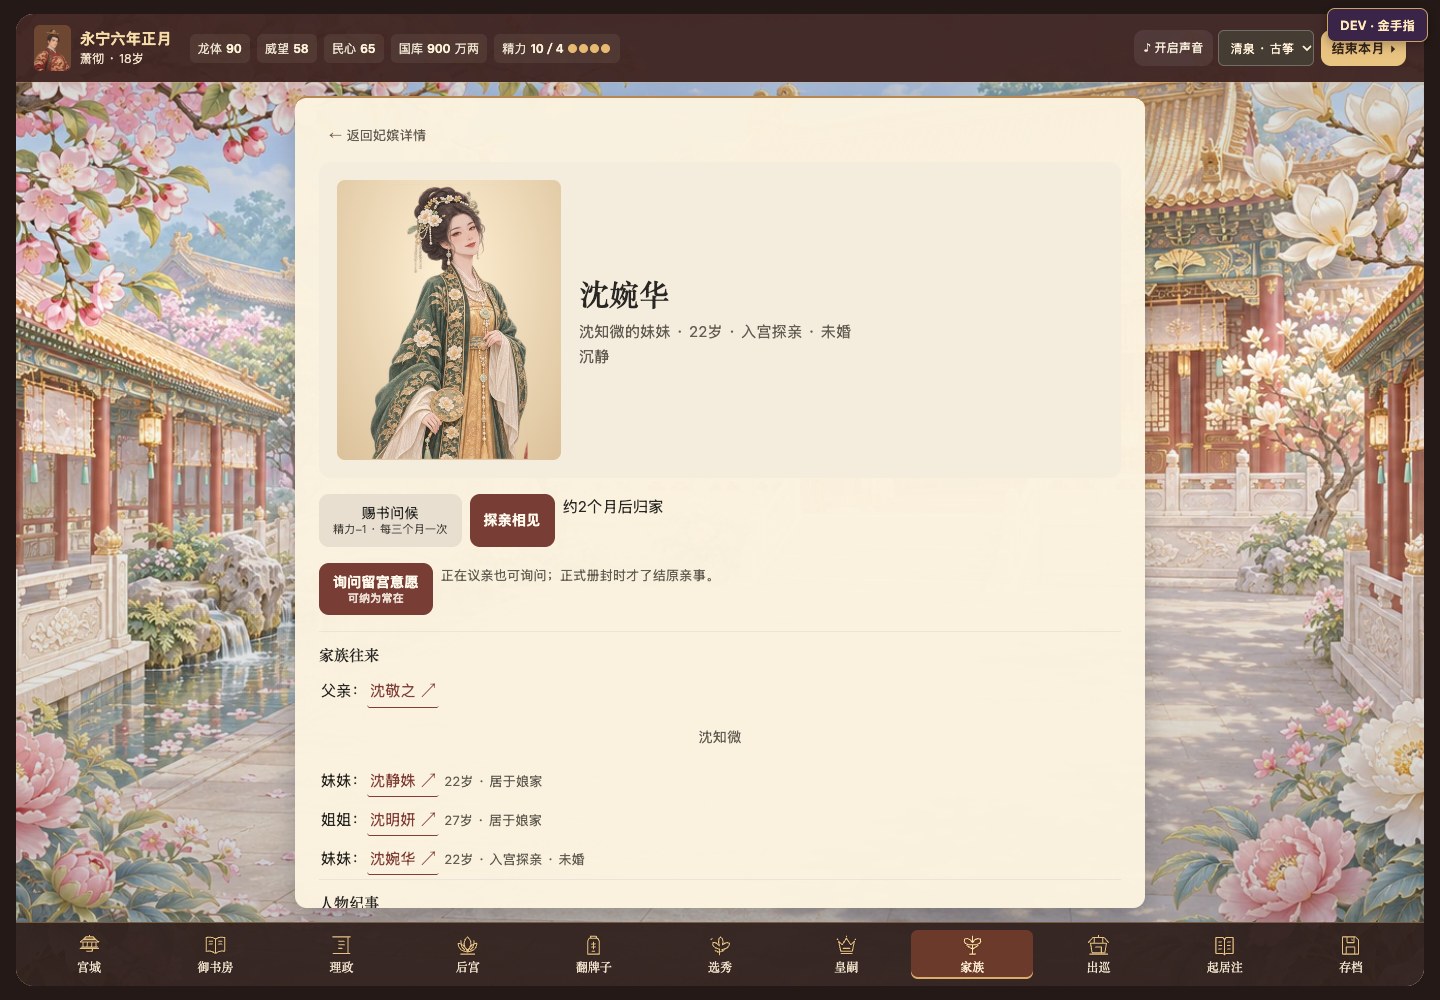 永宁六年正月
萧彻 · 18岁
龙体 90
威望 58
民心 65
国库 900 万两
精力 10 / 4
♪ 开启声音
清泉 · 古筝
DEV · 金手指
结束本月
← 返回妃嫔详情
沈婉华
沈知微的妹妹 · 22岁 · 入宫探亲 · 未婚
沉静
赐书问候
精力-1 · 每三个月一次
探亲相见
约2个月后归家
询问留宫意愿
可纳为常在
正在议亲也可询问；正式册封时才了结原亲事。
家族往来
父亲： 沈敬之 ↗
沈知微
妹妹： 沈静姝 ↗ 22岁 · 居于娘家
姐姐： 沈明妍 ↗ 27岁 · 居于娘家
妹妹： 沈婉华 ↗ 22岁 · 入宫探亲 · 未婚
人物纪事
宫城
御书房
理政
后宫
翻牌子
选秀
皇嗣
家族
出巡
起居注
存档